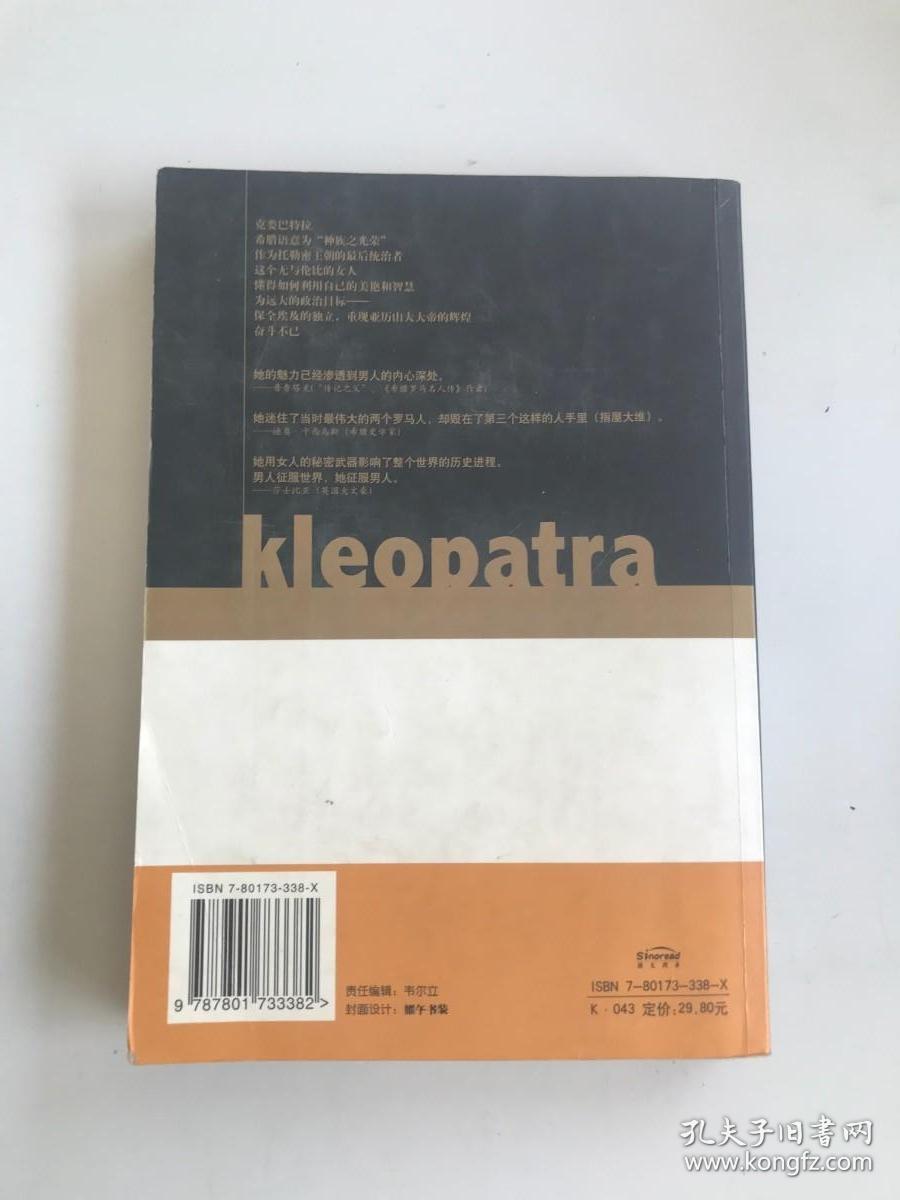 克娄巴特拉
希腊语意为“种族之光荣”
作为托勒密王朝的最后统治者
这个无与伦比的女人
懂得如何利用自己的美艳和智慧
为远大的政治目标——
保全埃及的独立，重现亚历山大大帝的辉煌
奋斗不已
她的魅力已经渗透到男人的内心深处。
——普鲁塔克（“传记之父”，《希腊罗马名人传》作者）
她迷住了当时最伟大的两个罗马人，却毁在了第三个这样的人手里（指屋大维）。
——迪奥·卡西乌斯（希腊史学家）
她用女人的秘密武器影响了整个世界的历史进程。
男人征服世界，她征服男人。
——莎士比亚（英国大文豪）
kleopatra
ISBN 7-80173-338-X
9 787801 733382 >
责任编辑：韦尔立
封面设计：耀午书装
Sinoread
ISBN 7-80173-338-X
K·043 定价：29.80元
孔夫子旧书网
www.kongfz.com